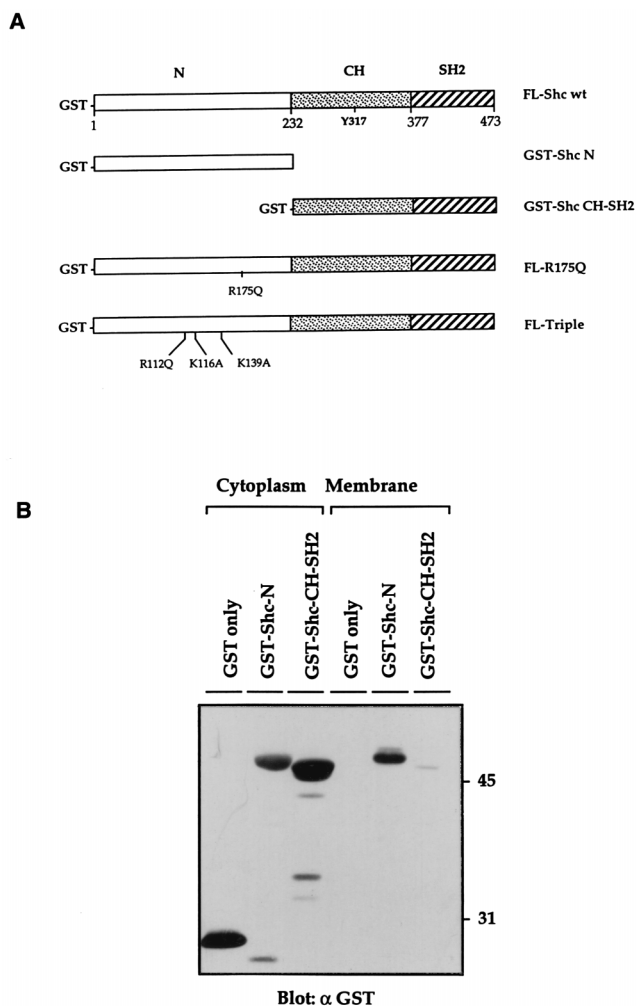 A
N CH SH2
GST FL-Shc wt
1 232 Y317 377 473
GST-Shc N
GST GST-Shc CH-SH2
GST FL-R175Q
R175Q
GST FL-Triple
R112Q K116A K139A
B
Cytoplasm Membrane
GST only
GST-Shc-N
GST-Shc-CH-SH2
GST only
GST-Shc-N
GST-Shc-CH-SH2
45
31
Blot: α GST